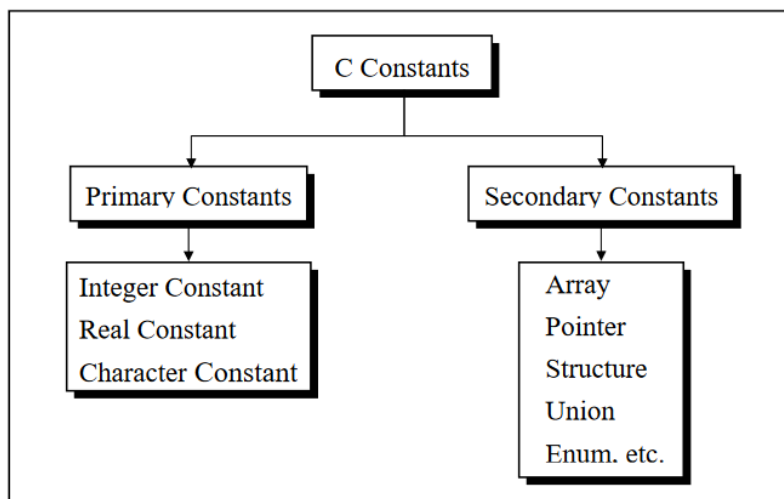 C Constants
Primary Constants
Secondary Constants
Integer Constant
Real Constant
Character Constant
Array
Pointer
Structure
Union
Enum. etc.